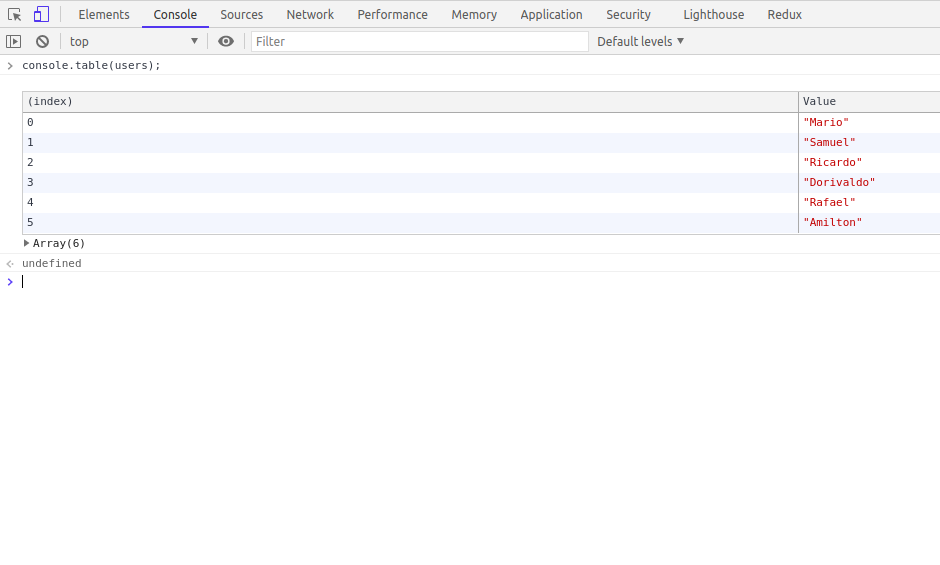 Elements Console Sources Network Performance Memory Application Security Lighthouse Redux
top Filter Default levels
console.table(users);
(index) Value
0 "Mario"
1 "Samuel"
2 "Ricardo"
3 "Dorivaldo"
4 "Rafael"
5 "Amilton"
Array(6)
undefined